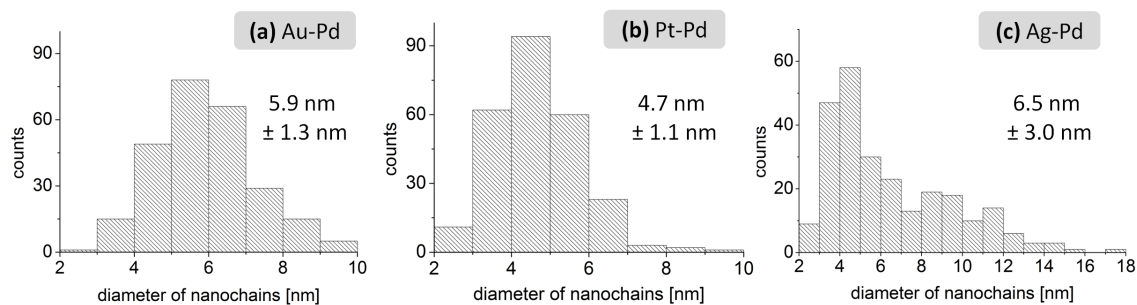 (a) Au-Pd
5.9 nm
± 1.3 nm
counts
90
60
30
0
2 4 6 8 10
diameter of nanochains [nm]
(b) Pt-Pd
4.7 nm
± 1.1 nm
counts
90
60
30
0
2 4 6 8 10
diameter of nanochains [nm]
(c) Ag-Pd
6.5 nm
± 3.0 nm
counts
60
40
20
0
2 4 6 8 10 12 14 16 18
diameter of nanochains [nm]